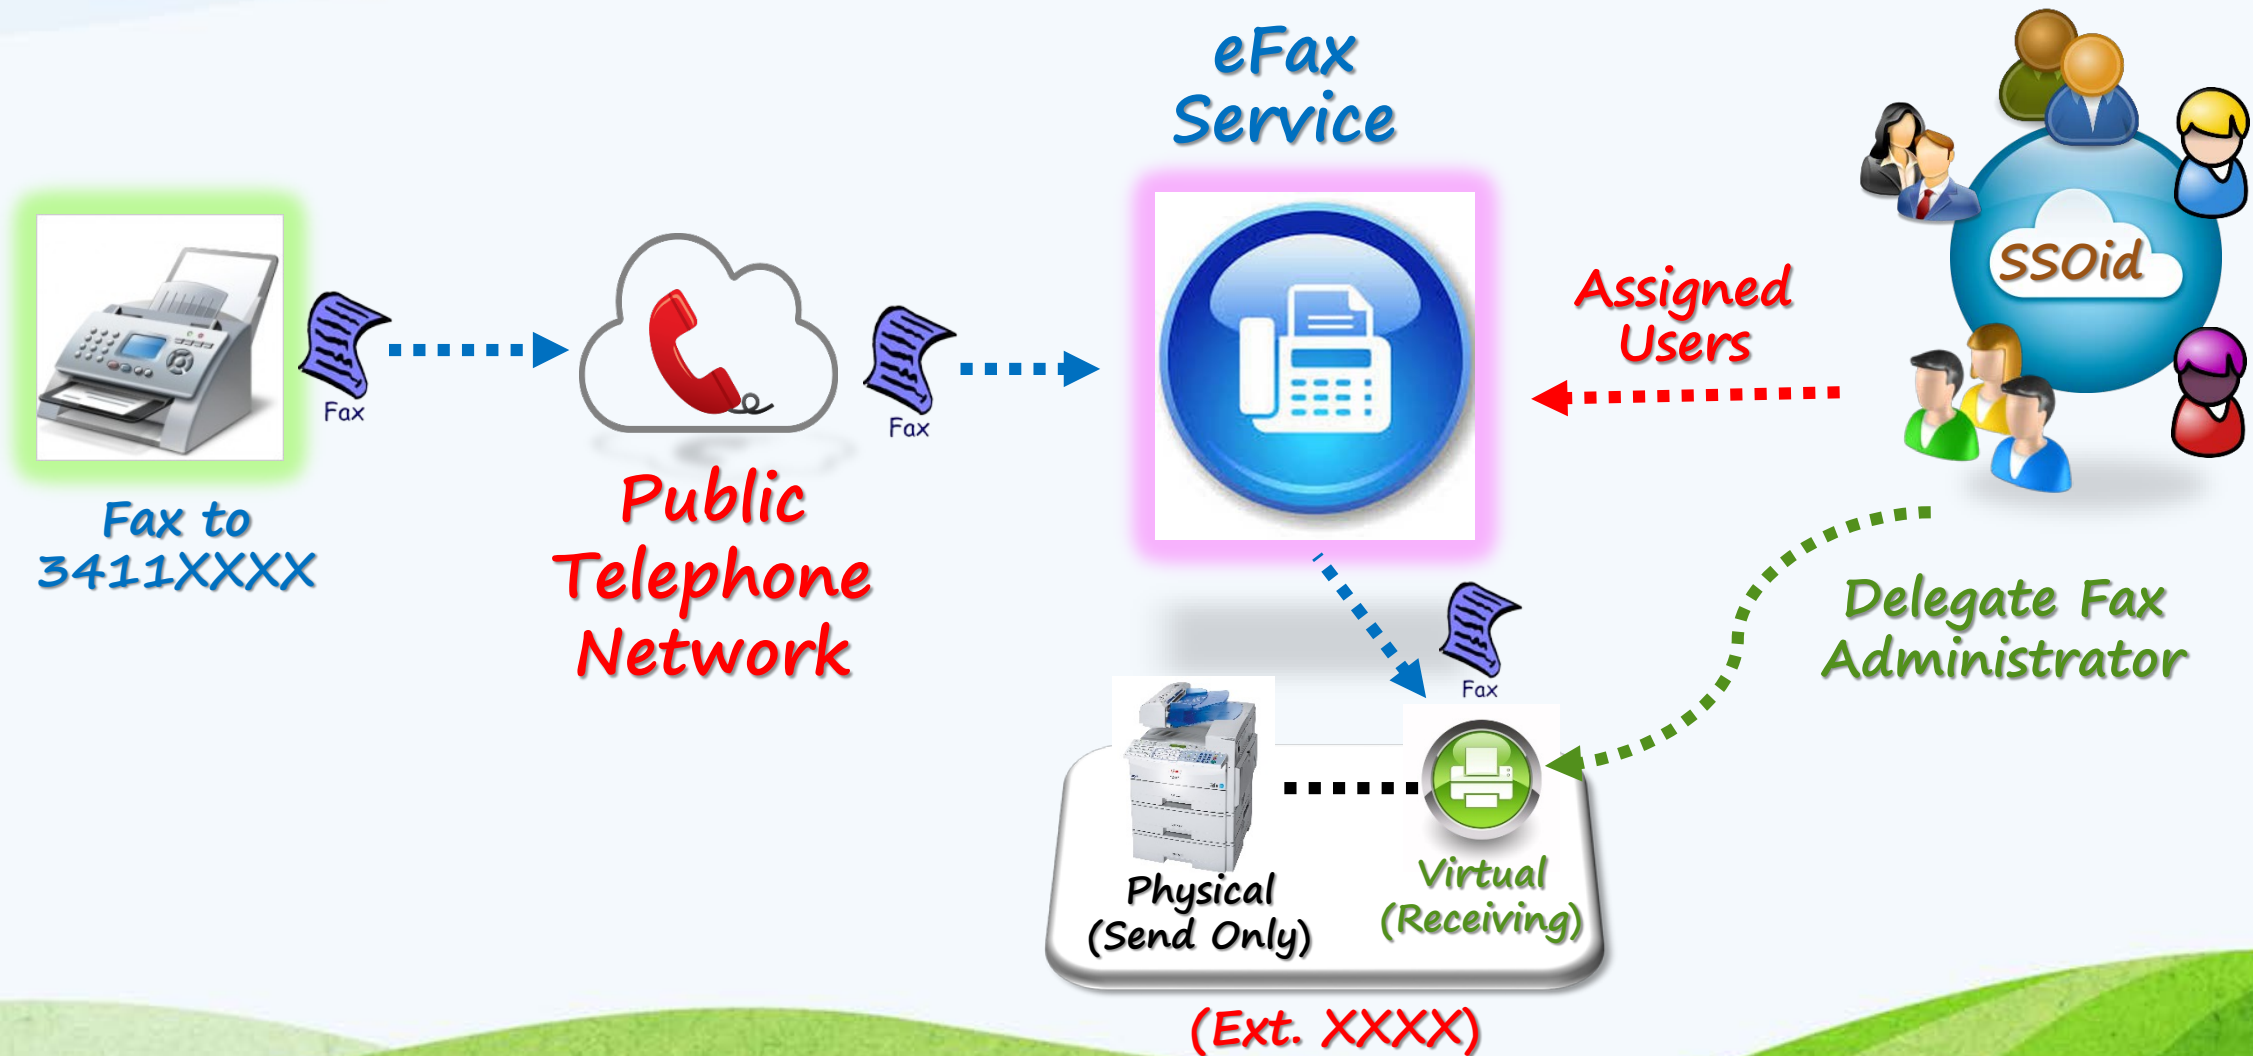 eFax
Service
SSOid
Assigned
Users
Fax
Fax
Fax to
3411XXXX
Public
Telephone
Network
Delegate Fax
Administrator
Fax
Physical
(Send Only)
Virtual
(Receiving)
(Ext. XXXX)